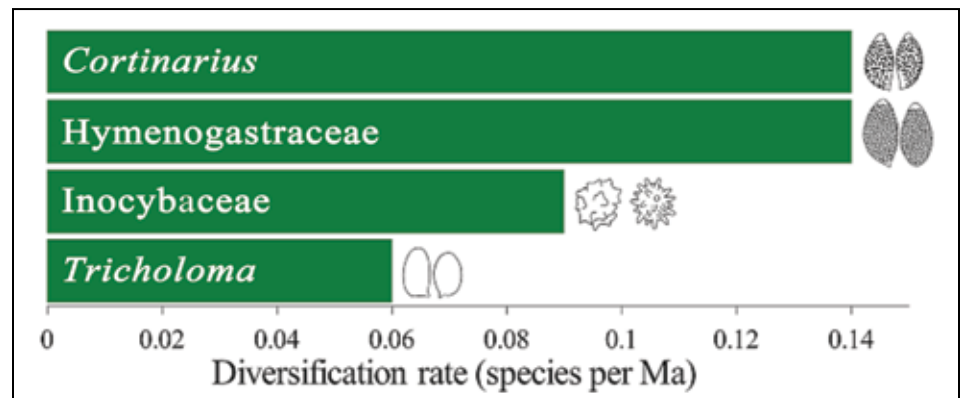 Cortinarius
Hymenogastraceae
Inocybaceae
Tricholoma
0 0.02 0.04 0.06 0.08 0.1 0.12 0.14
Diversification rate (species per Ma)